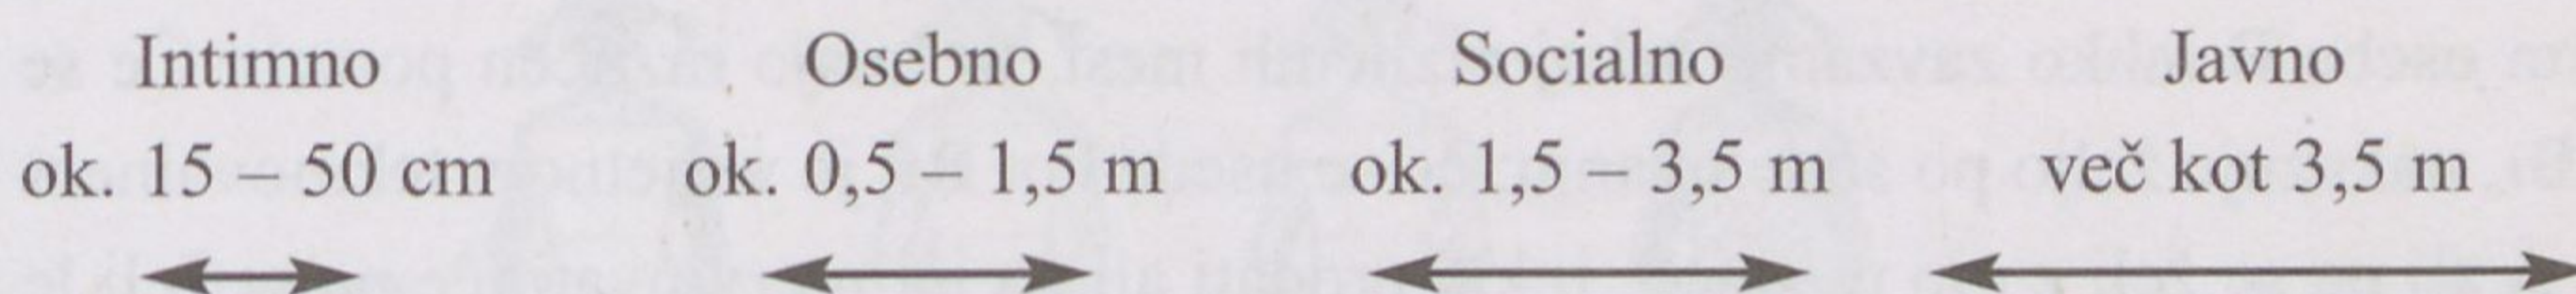 Intimno Osebno Socialno Javno
ok. 15 – 50 cm ok. 0,5 – 1,5 m ok. 1,5 – 3,5 m več kot 3,5 m